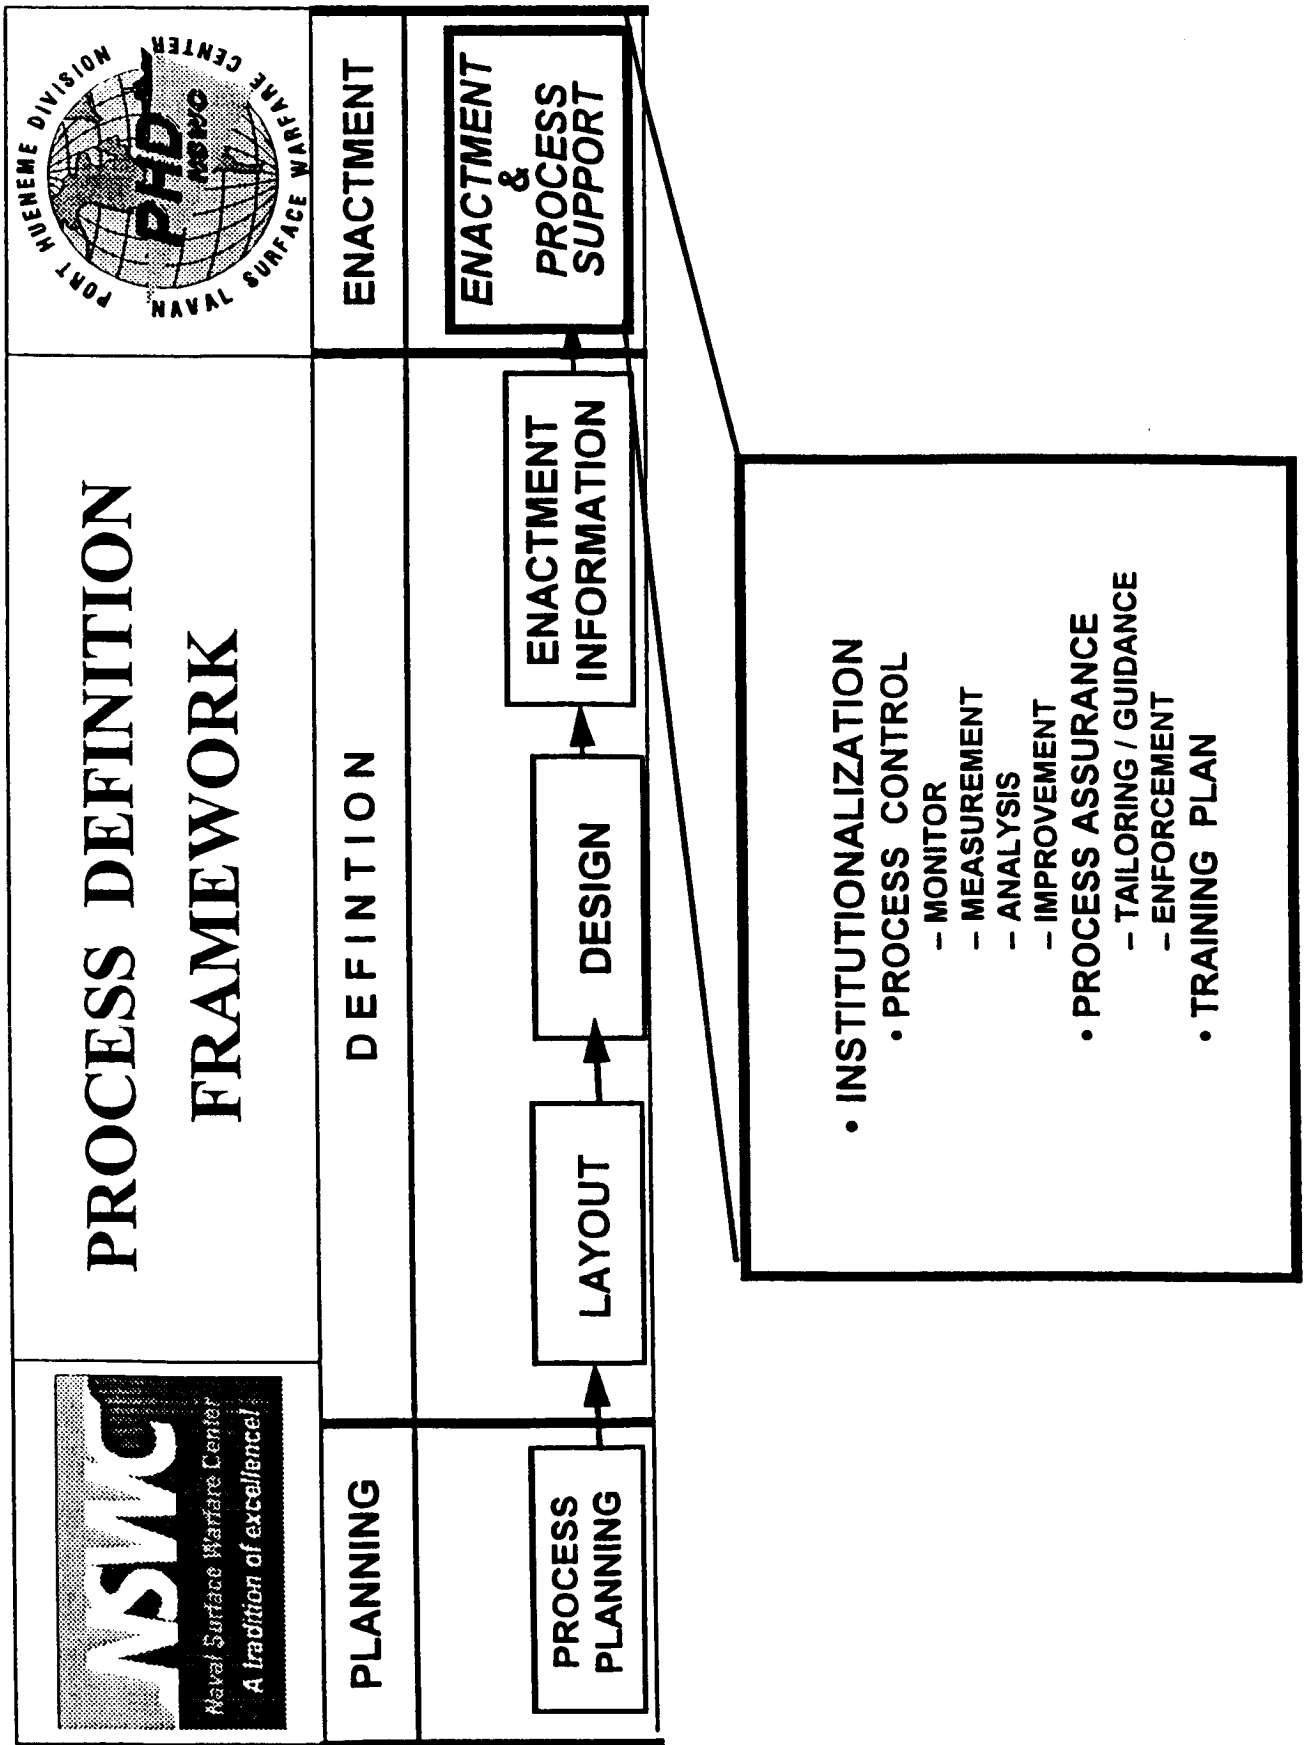 NSWC
Naval Surface Warfare Center
A tradition of excellence!
PROCESS DEFINITION
FRAMEWORK
PORT HUENEME DIVISION
PHD
NSWC
NAVAL SURFACE WARFARE CENTER
PLANNING
DEFINITION
ENACTMENT
PROCESS
PLANNING
LAYOUT
DESIGN
ENACTMENT
INFORMATION
ENACTMENT
&
PROCESS
SUPPORT
• INSTITUTIONALIZATION
• PROCESS CONTROL
– MONITOR
– MEASUREMENT
– ANALYSIS
– IMPROVEMENT
• PROCESS ASSURANCE
– TAILORING / GUIDANCE
– ENFORCEMENT
• TRAINING PLAN